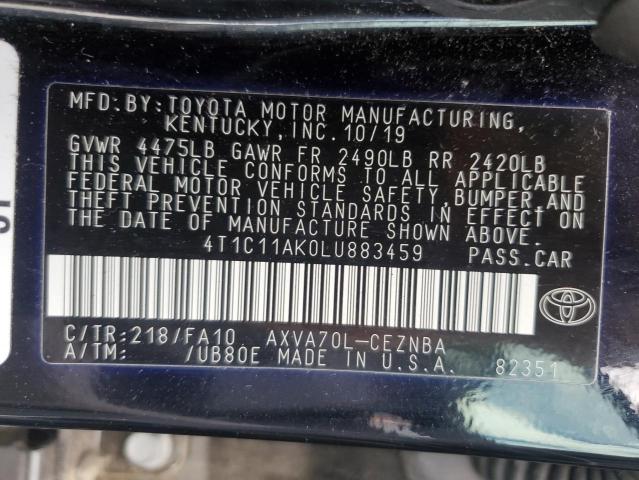 MFD. BY: TOYOTA MOTOR MANUFACTURING,
KENTUCKY, INC. 10/19
GVWR 4475LB GAWR FR 2490LB RR 2420LB
THIS VEHICLE CONFORMS TO ALL APPLICABLE
FEDERAL MOTOR VEHICLE SAFETY, BUMPER, AND
THEFT PREVENTION STANDARDS IN EFFECT ON
THE DATE OF MANUFACTURE SHOWN ABOVE.
4T1C11AK0LU883459 PASS.CAR
C/TR: 218/FA10 AXVA70L-CEZNBA
A/TM: /UB80E MADE IN U.S.A. 82351